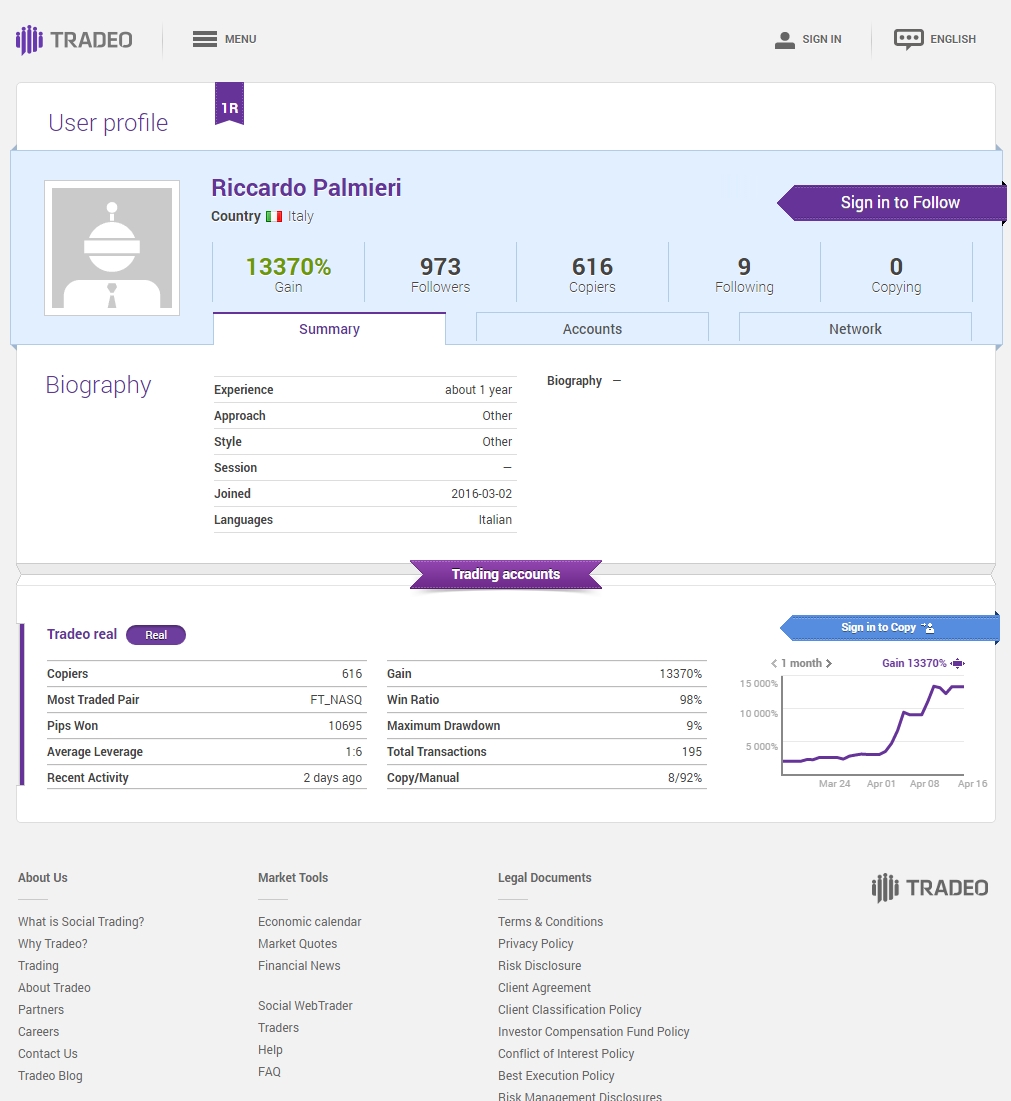 TRADEO
MENU
SIGN IN
ENGLISH
User profile
1R
Riccardo Palmieri
Country Italy
Sign in to Follow
13370%
Gain
973
Followers
616
Copiers
9
Following
0
Copying
Summary
Accounts
Network
Biography
Experience about 1 year
Approach Other
Style Other
Session —
Joined 2016-03-02
Languages Italian
Biography —
Trading accounts
Tradeo real Real
Sign in to Copy
Copiers 616
Most Traded Pair FT_NASQ
Pips Won 10695
Average Leverage 1:6
Recent Activity 2 days ago
Gain 13370%
Win Ratio 98%
Maximum Drawdown 9%
Total Transactions 195
Copy/Manual 8/92%
< 1 month >
Gain 13370%
15 000%
10 000%
5 000%
Mar 24 Apr 01 Apr 08 Apr 16
About Us
What is Social Trading?
Why Tradeo?
Trading
About Tradeo
Partners
Careers
Contact Us
Tradeo Blog
Market Tools
Economic calendar
Market Quotes
Financial News
Social WebTrader
Traders
Help
FAQ
Legal Documents
Terms & Conditions
Privacy Policy
Risk Disclosure
Client Agreement
Client Classification Policy
Investor Compensation Fund Policy
Conflict of Interest Policy
Best Execution Policy
Risk Management Disclosures
TRADEO